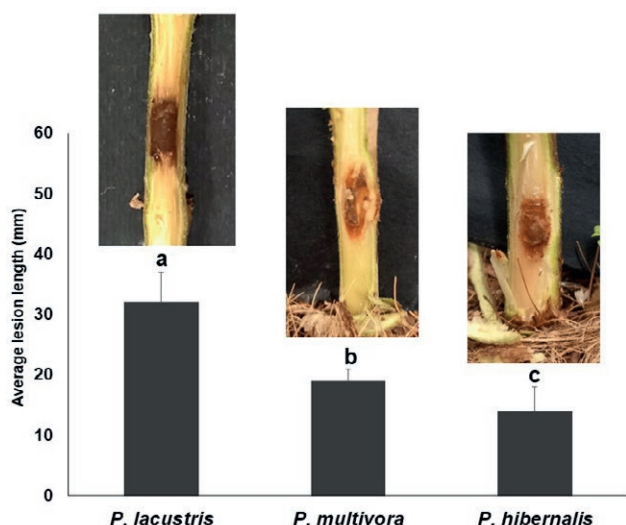 Average lesion length (mm)
60
50
40
30
20
10
0
a
b
c
P. lacustris
P. multivora
P. hibernalis